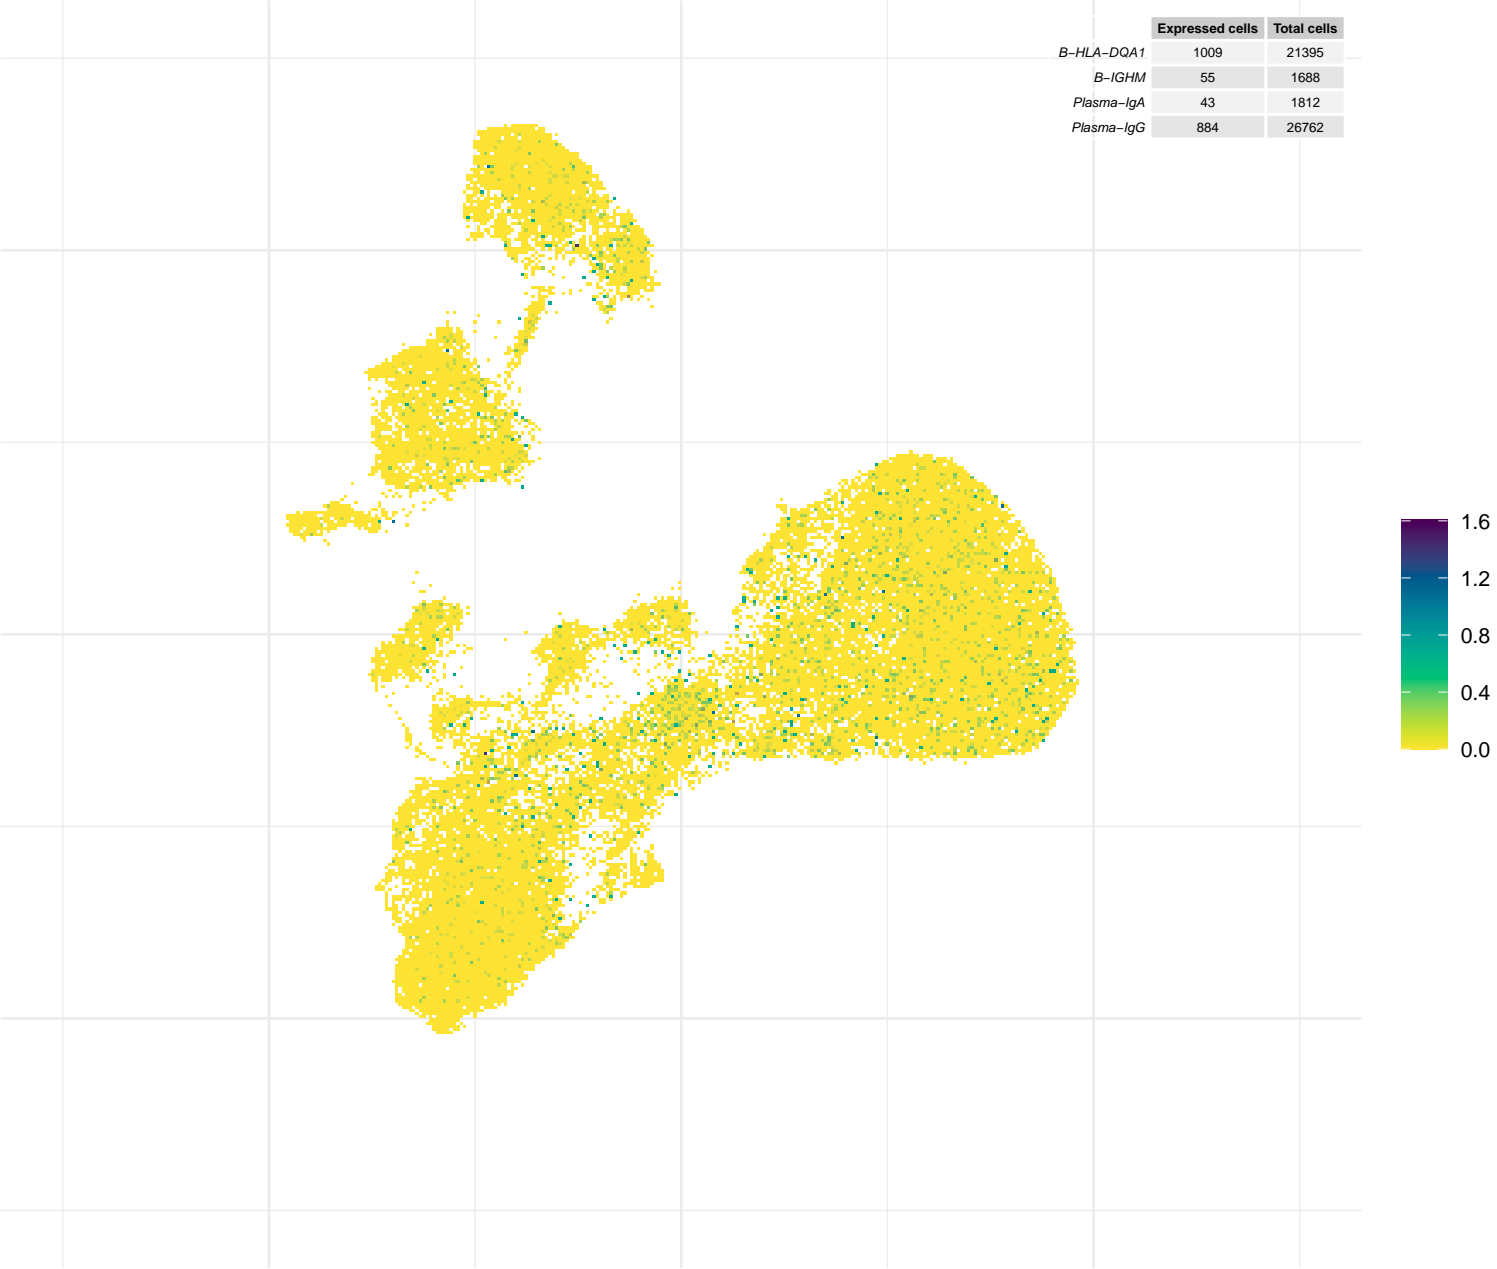 Expressed cells Total cells
B−HLA−DQA1 1009 21395
B−IGHM 55 1688
Plasma−IgA 43 1812
Plasma−IgG 884 26762
1.6
1.2
0.8
0.4
0.0